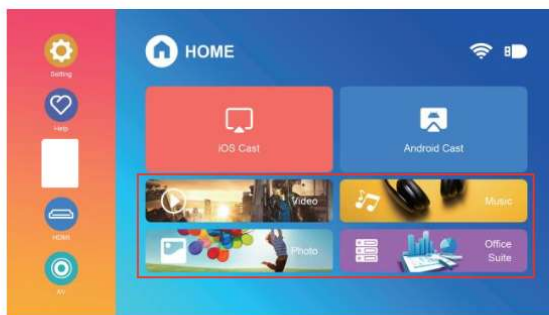 HOME
Setting
Help
HDMI
AV
iOS Cast
Android Cast
Video
Music
Photo
Office
Suite